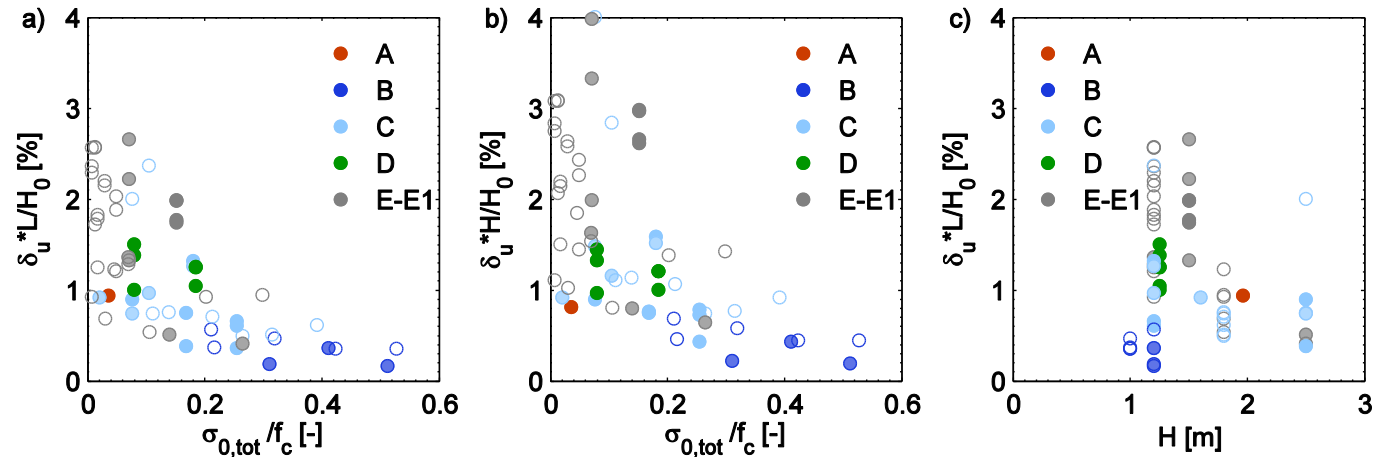 a)
4
3
2
1
0
δu*L/H0 [%]
0 0.2 0.4 0.6
σ0,tot/fc [-]
A
B
C
D
E-E1
b)
4
3
2
1
0
δu*H/H0 [%]
0 0.2 0.4 0.6
σ0,tot/fc [-]
A
B
C
D
E-E1
c)
4
3
2
1
0
δu*L/H0 [%]
0 1 2 3
H [m]
A
B
C
D
E-E1